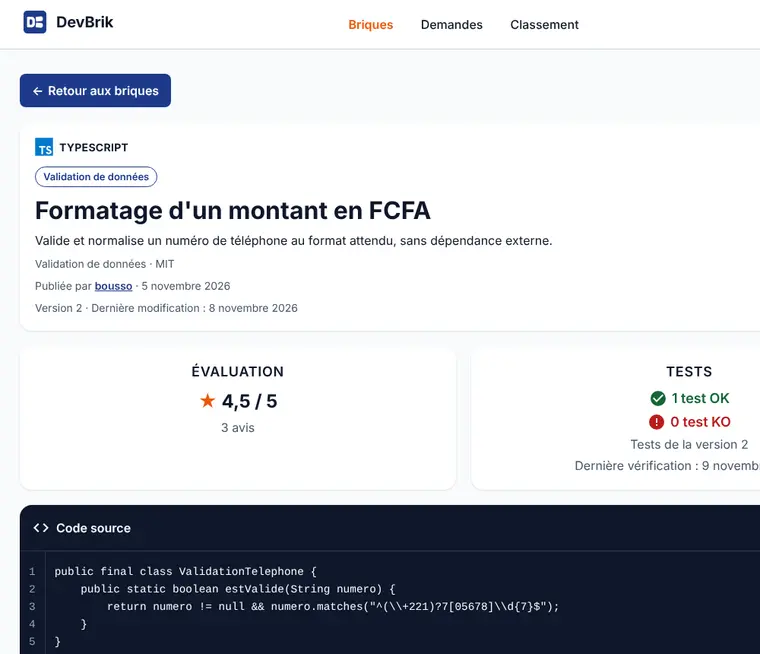 DevBrik
Briques Demandes Classement
← Retour aux briques
TS TYPESCRIPT
Validation de données
Formatage d'un montant en FCFA
Valide et normalise un numéro de téléphone au format attendu, sans dépendance externe.
Validation de données · MIT
Publiée par bousso · 5 novembre 2026
Version 2 · Dernière modification : 8 novembre 2026
ÉVALUATION
★ 4,5 / 5
3 avis
TESTS
1 test OK
0 test KO
Tests de la version 2
Dernière vérification : 9 novemb
<> Code source
1 public final class ValidationTelephone {
2     public static boolean estValide(String numero) {
3         return numero != null && numero.matches("^(\\+221)?7[05678]\\d{7}$");
4     }
5 }